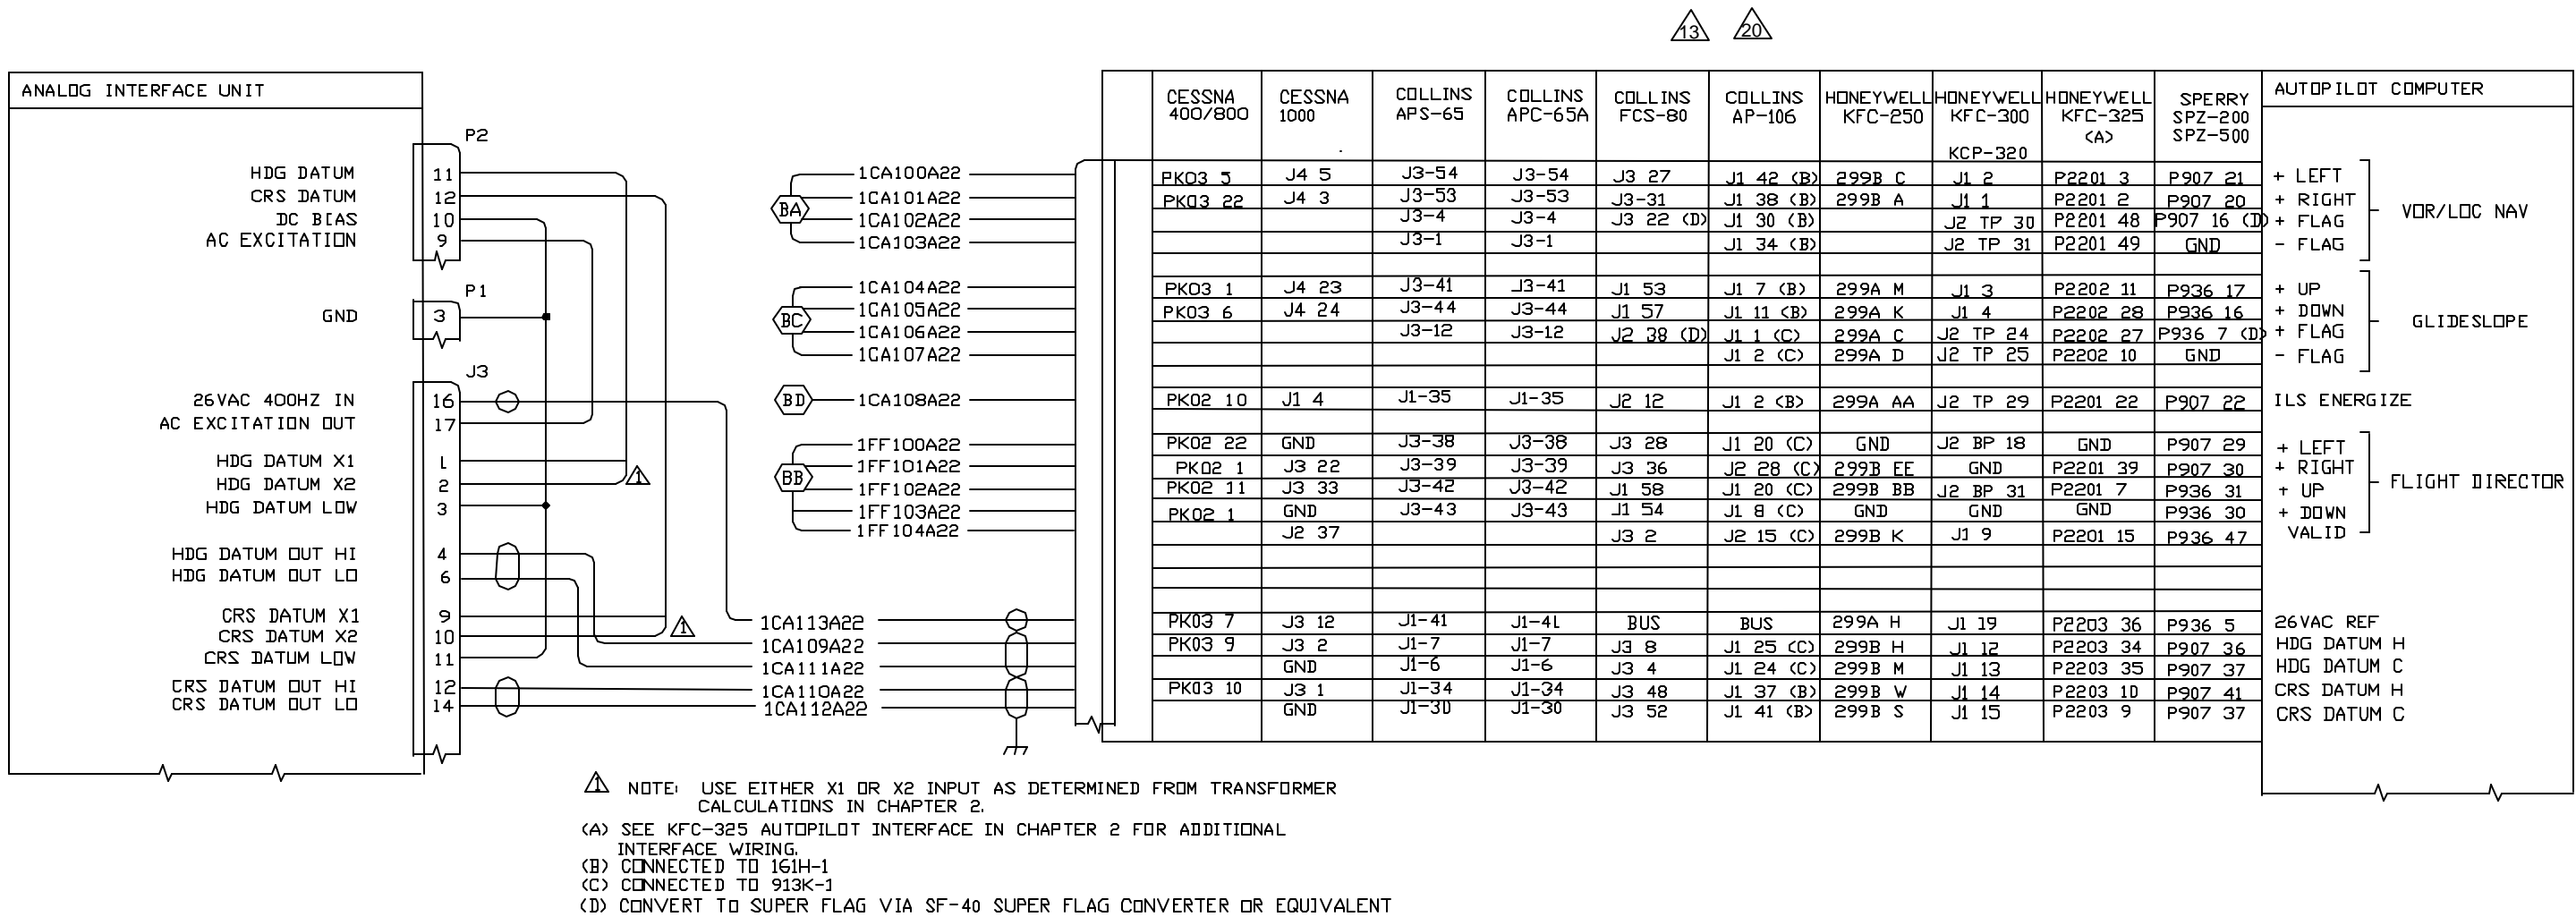 13 20
ANALOG INTERFACE UNIT
P2
HDG DATUM 11
CRS DATUM 12
DC BIAS 10
AC EXCITATION 9
P1
GND 3
J3
26VAC 400HZ IN 16
AC EXCITATION OUT 17
HDG DATUM X1 1
HDG DATUM X2 2
HDG DATUM LOW 3
HDG DATUM OUT HI 4
HDG DATUM OUT LO 6
CRS DATUM X1 9
CRS DATUM X2 10
CRS DATUM LOW 11
CRS DATUM OUT HI 12
CRS DATUM OUT LO 14
1
1
BA
1CA100A22
1CA101A22
1CA102A22
1CA103A22
BC
1CA104A22
1CA105A22
1CA106A22
1CA107A22
BD 1CA108A22
BB
1FF100A22
1FF101A22
1FF102A22
1FF103A22
1FF104A22
1CA113A22
1CA109A22
1CA111A22
1CA110A22
1CA112A22
CESSNA 400/800
CESSNA 1000
COLLINS APS-65
COLLINS APC-65A
COLLINS FCS-80
COLLINS AP-106
HONEYWELL KFC-250
HONEYWELL KFC-300 KCP-320
HONEYWELL KFC-325 (A)
SPERRY SPZ-200 SPZ-500
AUTOPILOT COMPUTER
PK03 5 J4 5 J3-54 J3-54 J3 27 J1 42 (B) 299B C J1 2 P2201 3 P907 21 + LEFT
PK03 22 J4 3 J3-53 J3-53 J3-31 J1 38 (B) 299B A J1 1 P2201 2 P907 20 + RIGHT
J3-4 J3-4 J3 22 (D) J1 30 (B) J2 TP 30 P2201 48 P907 16 (D) + FLAG
J3-1 J3-1 J1 34 (B) J2 TP 31 P2201 49 GND - FLAG
VOR/LOC NAV
PK03 1 J4 23 J3-41 J3-41 J1 53 J1 7 (B) 299A M J1 3 P2202 11 P936 17 + UP
PK03 6 J4 24 J3-44 J3-44 J1 57 J1 11 (B) 299A K J1 4 P2202 28 P936 16 + DOWN
J3-12 J3-12 J2 38 (D) J1 1 (C) 299A C J2 TP 24 P2202 27 P936 7 (D) + FLAG
J1 2 (C) 299A D J2 TP 25 P2202 10 GND - FLAG
GLIDESLOPE
PK02 10 J1 4 J1-35 J1-35 J2 12 J1 2 (B) 299A AA J2 TP 29 P2201 22 P907 22 ILS ENERGIZE
PK02 22 GND J3-38 J3-38 J3 28 J1 20 (C) GND J2 BP 18 GND P907 29 + LEFT
PK02 1 J3 22 J3-39 J3-39 J3 36 J2 28 (C) 299B EE GND P2201 39 P907 30 + RIGHT
PK02 11 J3 33 J3-42 J3-42 J1 58 J1 20 (C) 299B BB J2 BP 31 P2201 7 P936 31 + UP
PK02 1 GND J3-43 J3-43 J1 54 J1 8 (C) GND GND GND P936 30 + DOWN
J2 37 J3 2 J2 15 (C) 299B K J1 9 P2201 15 P936 47 VALID
FLIGHT DIRECTOR
PK03 7 J3 12 J1-41 J1-41 BUS BUS 299A H J1 19 P2203 36 P936 5 26VAC REF
PK03 9 J3 2 J1-7 J1-7 J3 8 J1 25 (C) 299B H J1 12 P2203 34 P907 36 HDG DATUM H
GND J1-6 J1-6 J3 4 J1 24 (C) 299B M J1 13 P2203 35 P907 37 HDG DATUM C
PK03 10 J3 1 J1-34 J1-34 J3 48 J1 37 (B) 299B W J1 14 P2203 10 P907 41 CRS DATUM H
GND J1-30 J1-30 J3 52 J1 41 (B) 299B S J1 15 P2203 9 P907 37 CRS DATUM C
1 NOTE: USE EITHER X1 OR X2 INPUT AS DETERMINED FROM TRANSFORMER
CALCULATIONS IN CHAPTER 2.
(A) SEE KFC-325 AUTOPILOT INTERFACE IN CHAPTER 2 FOR ADDITIONAL
INTERFACE WIRING.
(B) CONNECTED TO 161H-1
(C) CONNECTED TO 913K-1
(D) CONVERT TO SUPER FLAG VIA SF-40 SUPER FLAG CONVERTER OR EQUIVALENT